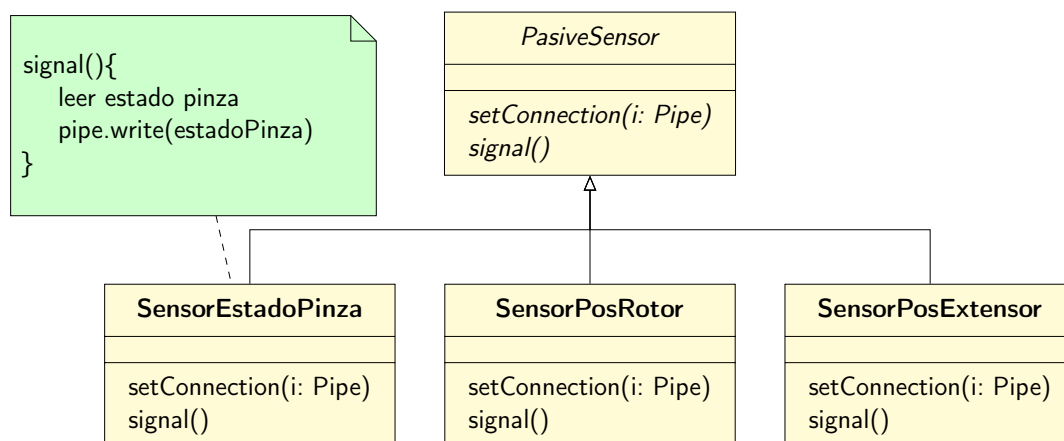 signal(){
leer estado pinza
pipe.write(estadoPinza)
}
PasiveSensor
setConnection(i: Pipe)
signal()
SensorEstadoPinza
setConnection(i: Pipe)
signal()
SensorPosRotor
setConnection(i: Pipe)
signal()
SensorPosExtensor
setConnection(i: Pipe)
signal()